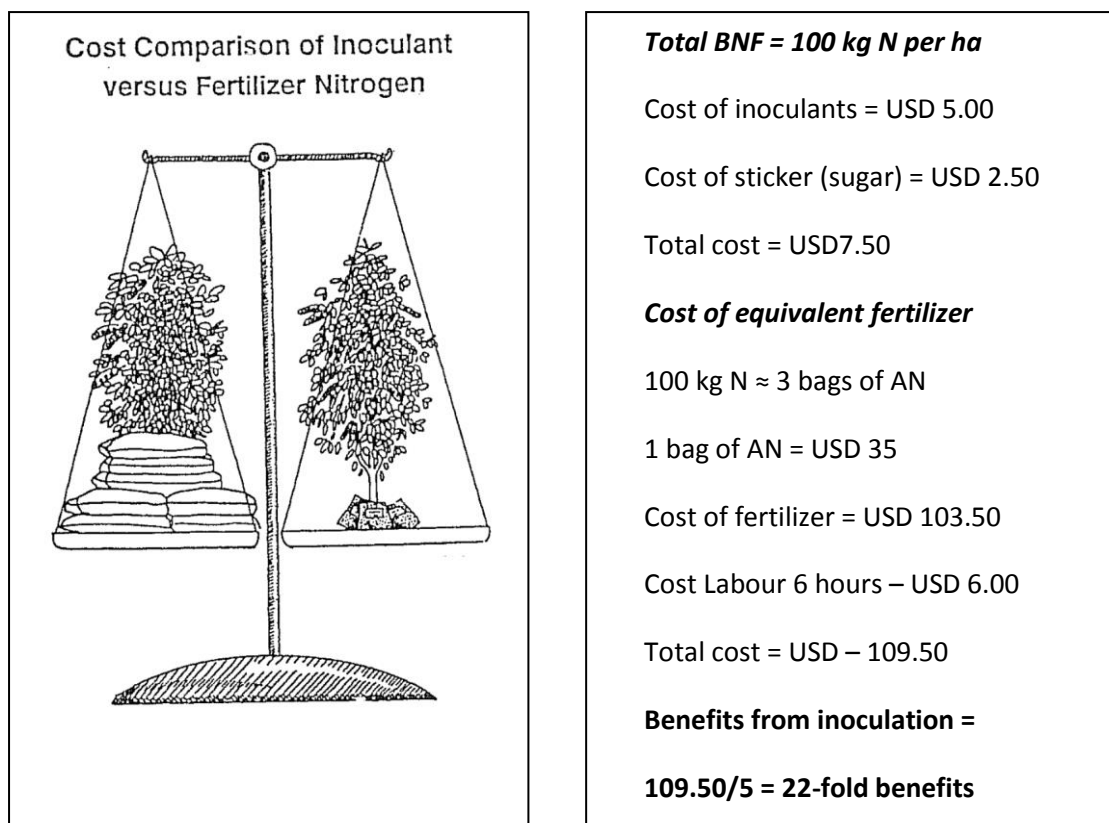 Cost Comparison of Inoculant
versus Fertilizer Nitrogen
Total BNF = 100 kg N per ha
Cost of inoculants = USD 5.00
Cost of sticker (sugar) = USD 2.50
Total cost = USD7.50
Cost of equivalent fertilizer
100 kg N ≈ 3 bags of AN
1 bag of AN = USD 35
Cost of fertilizer = USD 103.50
Cost Labour 6 hours – USD 6.00
Total cost = USD – 109.50
Benefits from inoculation =
109.50/5 = 22-fold benefits